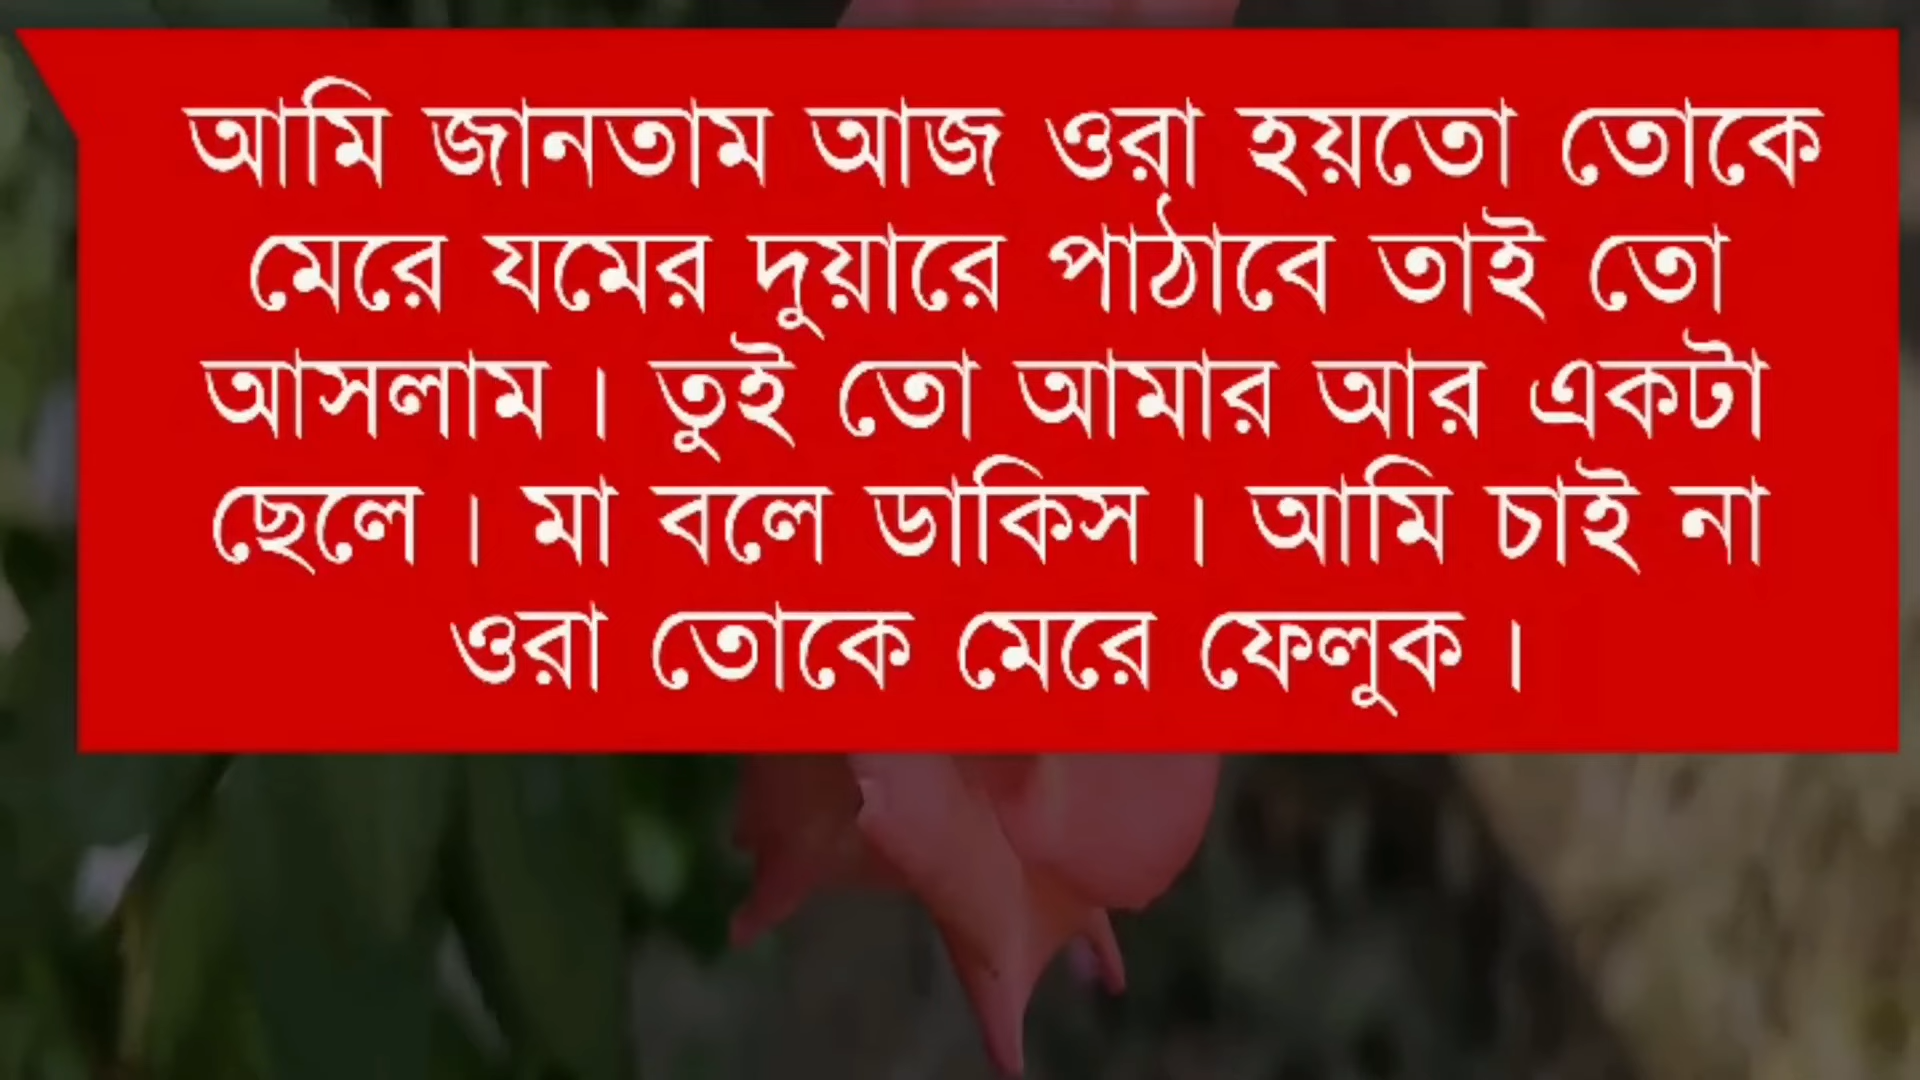 আমি জানতাম আজ ওরা হয়তো তোকে
মেরে যমের দুয়ারে পাঠাবে তাই তো
আসলাম । তুই তো আমার আর একটা
ছেলে । মা বলে ডাকিস । আমি চাই না
ওরা তোকে মেরে ফেলুক ।